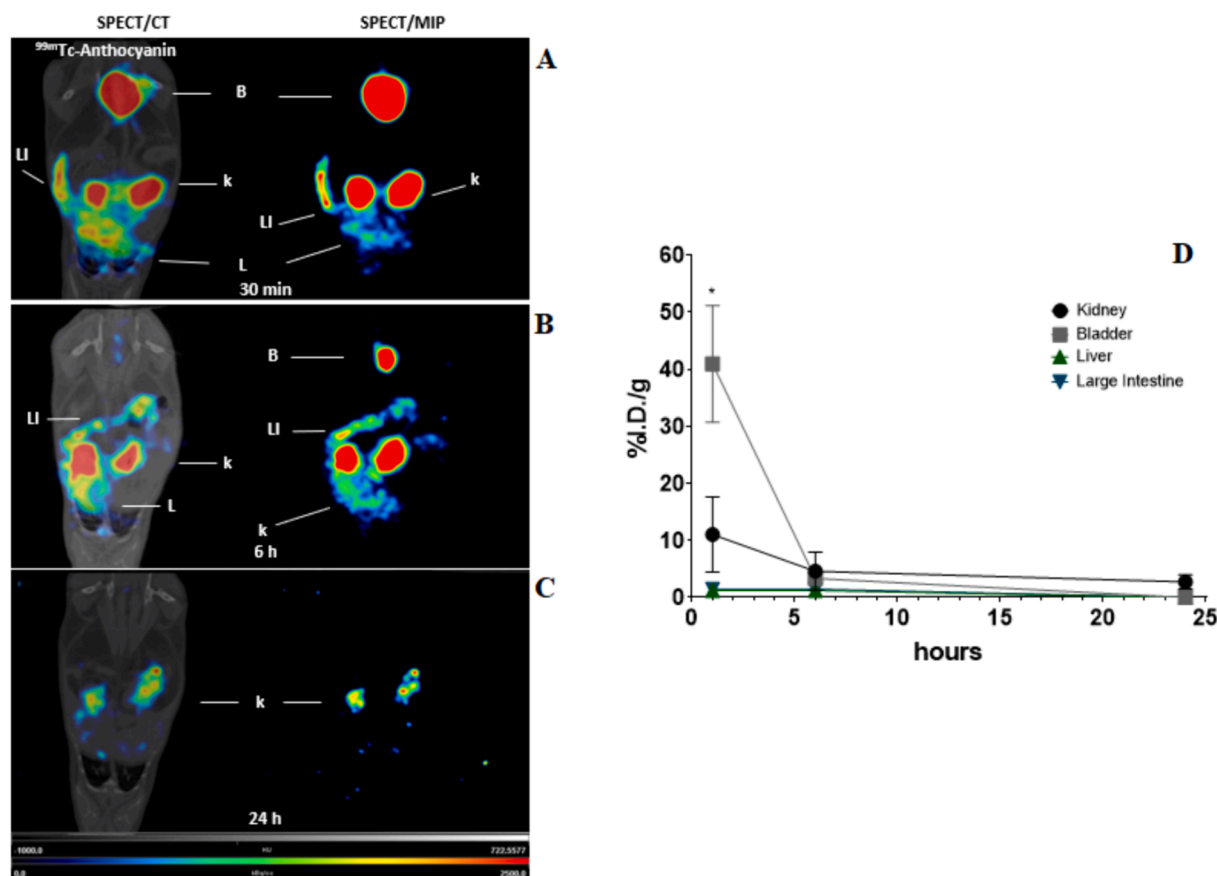 SPECT/CT SPECT/MIP
99mTc-Anthocyanin
A
B
LI
k
k
LI
L
30 min
B
B
LI
LI
k
L
k
6 h
C
k
24 h
-1000.0 HU 722.5577
0.0 2500.0
D
60
50
40
30
20
10
0
%I.D./g
*
Kidney
Bladder
Liver
Large Intestine
0 5 10 15 20 25
hours